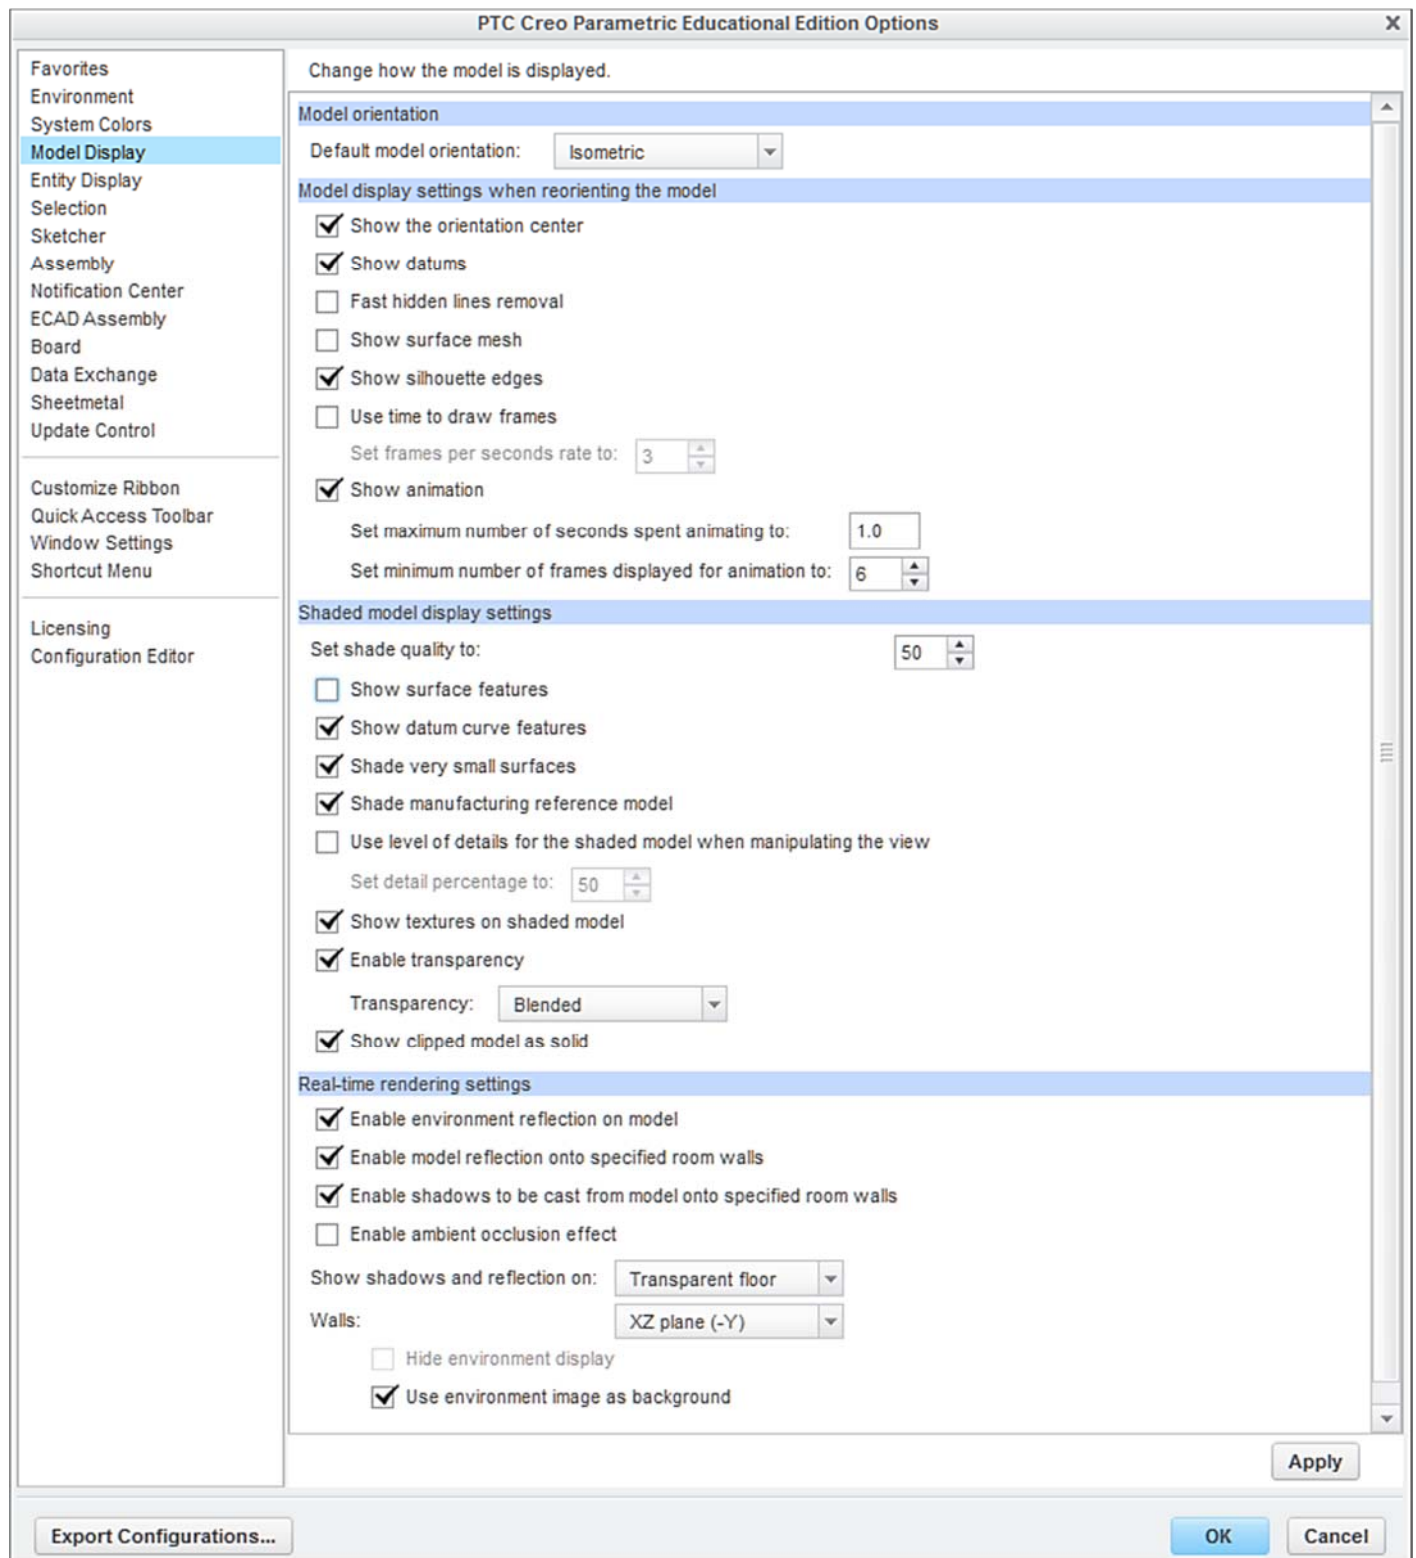 PTC Creo Parametric Educational Edition Options
Favorites
Environment
System Colors
Model Display
Entity Display
Selection
Sketcher
Assembly
Notification Center
ECAD Assembly
Board
Data Exchange
Sheetmetal
Update Control
Customize Ribbon
Quick Access Toolbar
Window Settings
Shortcut Menu
Licensing
Configuration Editor
Change how the model is displayed.
Model orientation
Default model orientation: Isometric
Model display settings when reorienting the model
Show the orientation center
Show datums
Fast hidden lines removal
Show surface mesh
Show silhouette edges
Use time to draw frames
Set frames per seconds rate to: 3
Show animation
Set maximum number of seconds spent animating to: 1.0
Set minimum number of frames displayed for animation to: 6
Shaded model display settings
Set shade quality to: 50
Show surface features
Show datum curve features
Shade very small surfaces
Shade manufacturing reference model
Use level of details for the shaded model when manipulating the view
Set detail percentage to: 50
Show textures on shaded model
Enable transparency
Transparency: Blended
Show clipped model as solid
Real-time rendering settings
Enable environment reflection on model
Enable model reflection onto specified room walls
Enable shadows to be cast from model onto specified room walls
Enable ambient occlusion effect
Show shadows and reflection on: Transparent floor
Walls: XZ plane (-Y)
Hide environment display
Use environment image as background
Apply
Export Configurations...
OK
Cancel